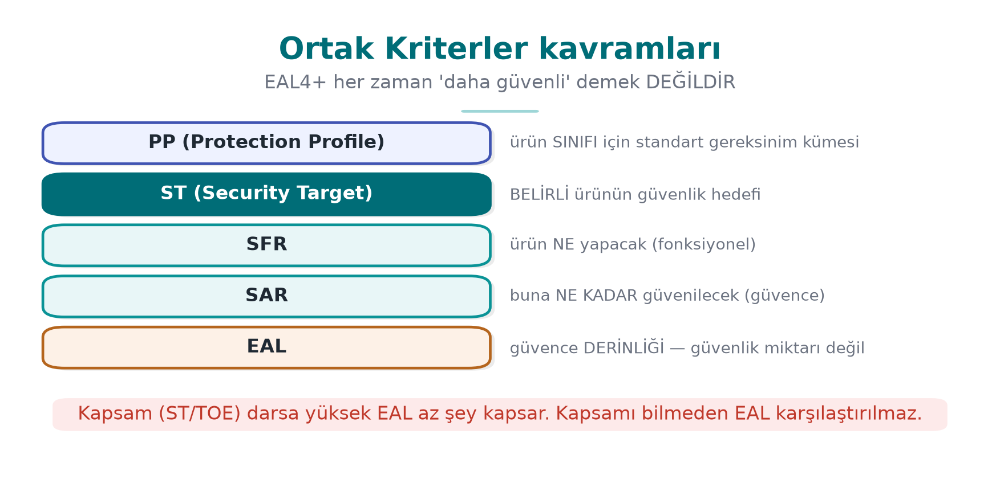 Ortak Kriterler kavramları
EAL4+ her zaman 'daha güvenli' demek DEĞİLDİR
PP (Protection Profile)
ürün SINIFI için standart gereksinim kümesi
ST (Security Target)
BELİRLİ ürünün güvenlik hedefi
SFR
ürün NE yapacak (fonksiyonel)
SAR
buna NE KADAR güvenilecek (güvence)
EAL
güvence DERİNLİĞİ — güvenlik miktarı değil
Kapsam (ST/TOE) darsa yüksek EAL az şey kapsar. Kapsamı bilmeden EAL karşılaştırılmaz.